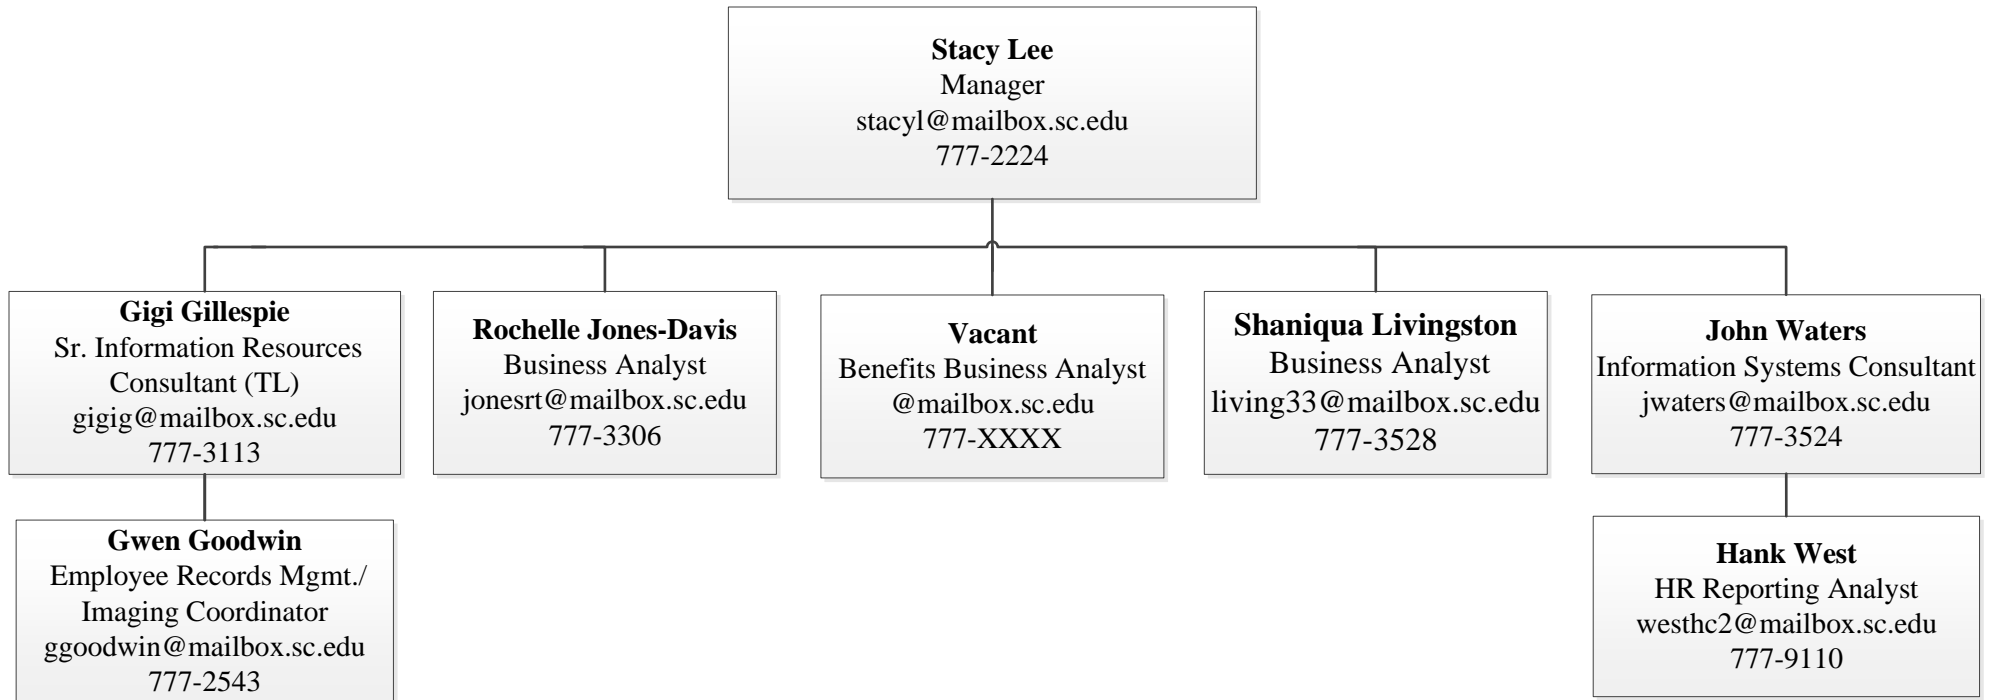 Stacy Lee
Manager
stacyl@mailbox.sc.edu
777-2224
Gigi Gillespie
Sr. Information Resources
Consultant (TL)
gigig@mailbox.sc.edu
777-3113
Rochelle Jones-Davis
Business Analyst
jonesrt@mailbox.sc.edu
777-3306
Vacant
Benefits Business Analyst
@mailbox.sc.edu
777-XXXX
Shaniqua Livingston
Business Analyst
living33@mailbox.sc.edu
777-3528
John Waters
Information Systems Consultant
jwaters@mailbox.sc.edu
777-3524
Gwen Goodwin
Employee Records Mgmt./
Imaging Coordinator
ggoodwin@mailbox.sc.edu
777-2543
Hank West
HR Reporting Analyst
westhc2@mailbox.sc.edu
777-9110